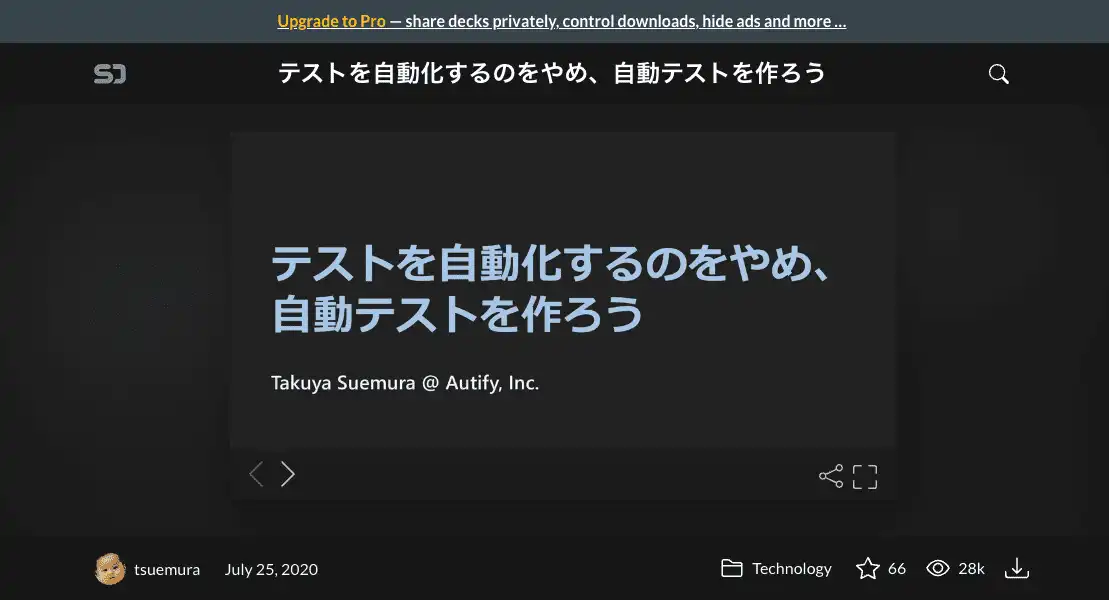 Upgrade to Pro — share decks privately, control downloads, hide ads and more …
SD
テストを自動化するのをやめ、自動テストを作ろう
テストを自動化するのをやめ、
自動テストを作ろう
Takuya Suemura @ Autify, Inc.
tsuemura
July 25, 2020
Technology
66
28k